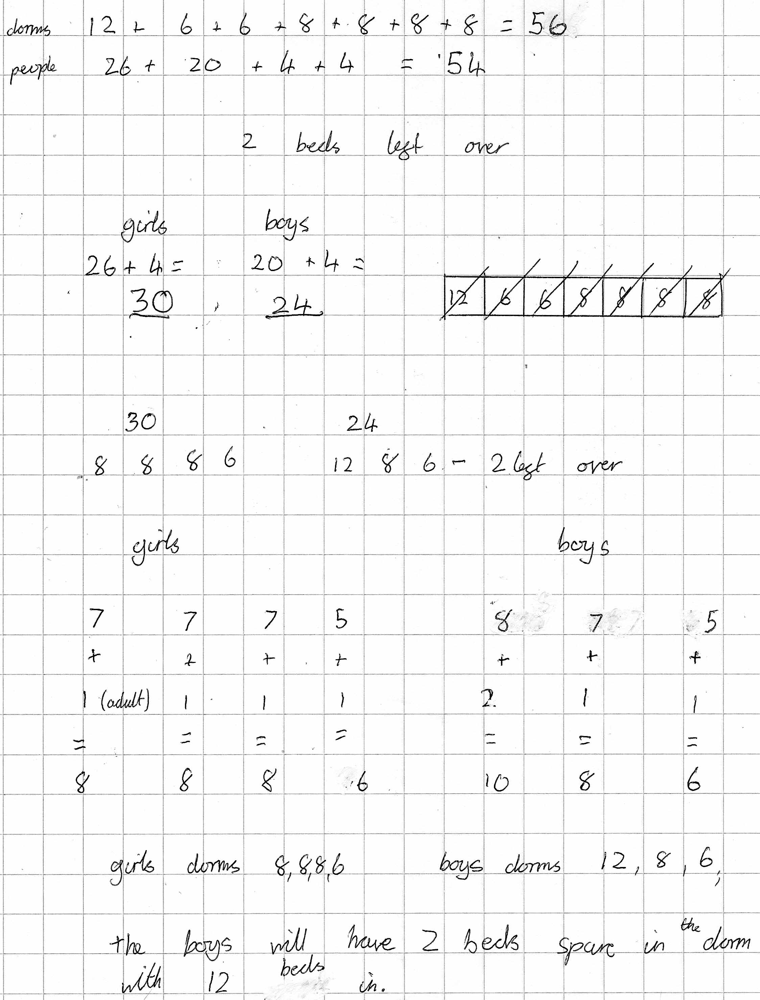 dorms 12 + 6 + 6 + 8 + 8 + 8 + 8 = 56
people 26 + 20 + 4 + 4 = 54
2 beds left over
girls boys
26 + 4 = 20 + 4 =
30 24
12 6 6 8 8 8 8
30 24
8 8 8 6 12 8 6 - 2 left over
girls boys
7 7 7 5 8 7 5
+ + + + + + +
1 (adult) 1 1 1 2 1 1
= = = = = = =
8 8 8 6 10 8 6
girls dorms 8, 8, 8, 6 boys dorms 12, 8, 6,
the boys will have 2 beds spare in the dorm
with 12 beds in.